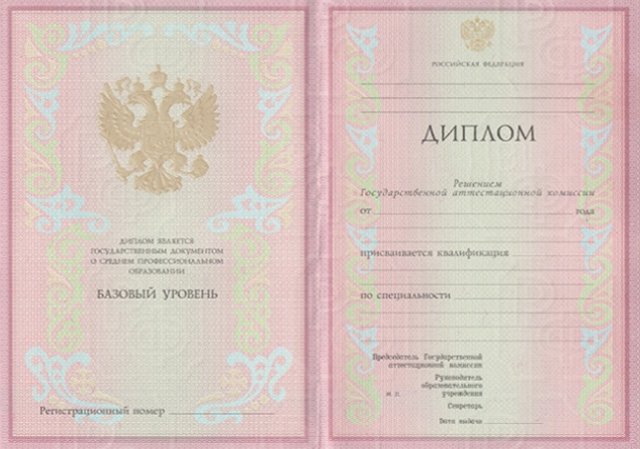 ДИПЛОМ ЯВЛЯЕТСЯ
ГОСУДАРСТВЕННЫМ ДОКУМЕНТОМ
О СРЕДНЕМ ПРОФЕССИОНАЛЬНОМ
ОБРАЗОВАНИИ
БАЗОВЫЙ УРОВЕНЬ
Регистрационный номер
РОССИЙСКАЯ ФЕДЕРАЦИЯ
ДИПЛОМ
Решением
Государственной аттестационной комиссии
от года
присваивается квалификация
по специальности
Председатель Государственной
аттестационной комиссии
Руководитель
образовательного
М. П. учреждения
Секретарь
Дата выдачи